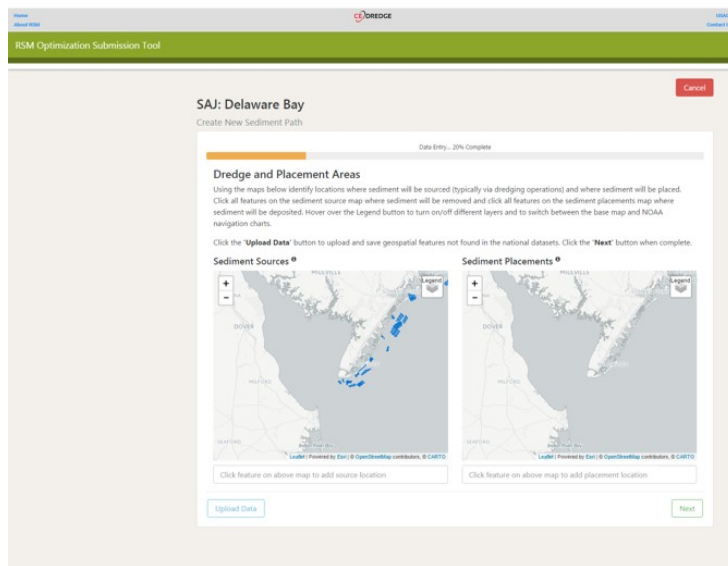 Home
About RSM
CE DREDGE
USAC
Contact
RSM Optimization Submission Tool
Cancel
SAJ: Delaware Bay
Create New Sediment Path
Data Entry... 20% Complete
Dredge and Placement Areas
Using the maps below identify locations where sediment will be sourced (typically via dredging operations) and where sediment will be placed.
Click all features on the sediment source map where sediment will be removed and click all features on the sediment placements map where
sediment will be deposited. Hover over the Legend button to turn on/off different layers and to switch between the base map and NOAA
navigation charts.
Click the "Upload Data" button to upload and save geospatial features not found in the national datasets. Click the "Next" button when complete.
Sediment Sources
Sediment Placements
+
−
MILLVILLE
Legend
DOVER
MILFORD
SEAFORD
Leaflet | Powered by Esri | © OpenStreetMap contributors, © CARTO
+
−
MILLVILLE
Legend
DOVER
MILFORD
SEAFORD
Leaflet | Powered by Esri | © OpenStreetMap contributors, © CARTO
Click feature on above map to add source location
Click feature on above map to add placement location
Upload Data
Next